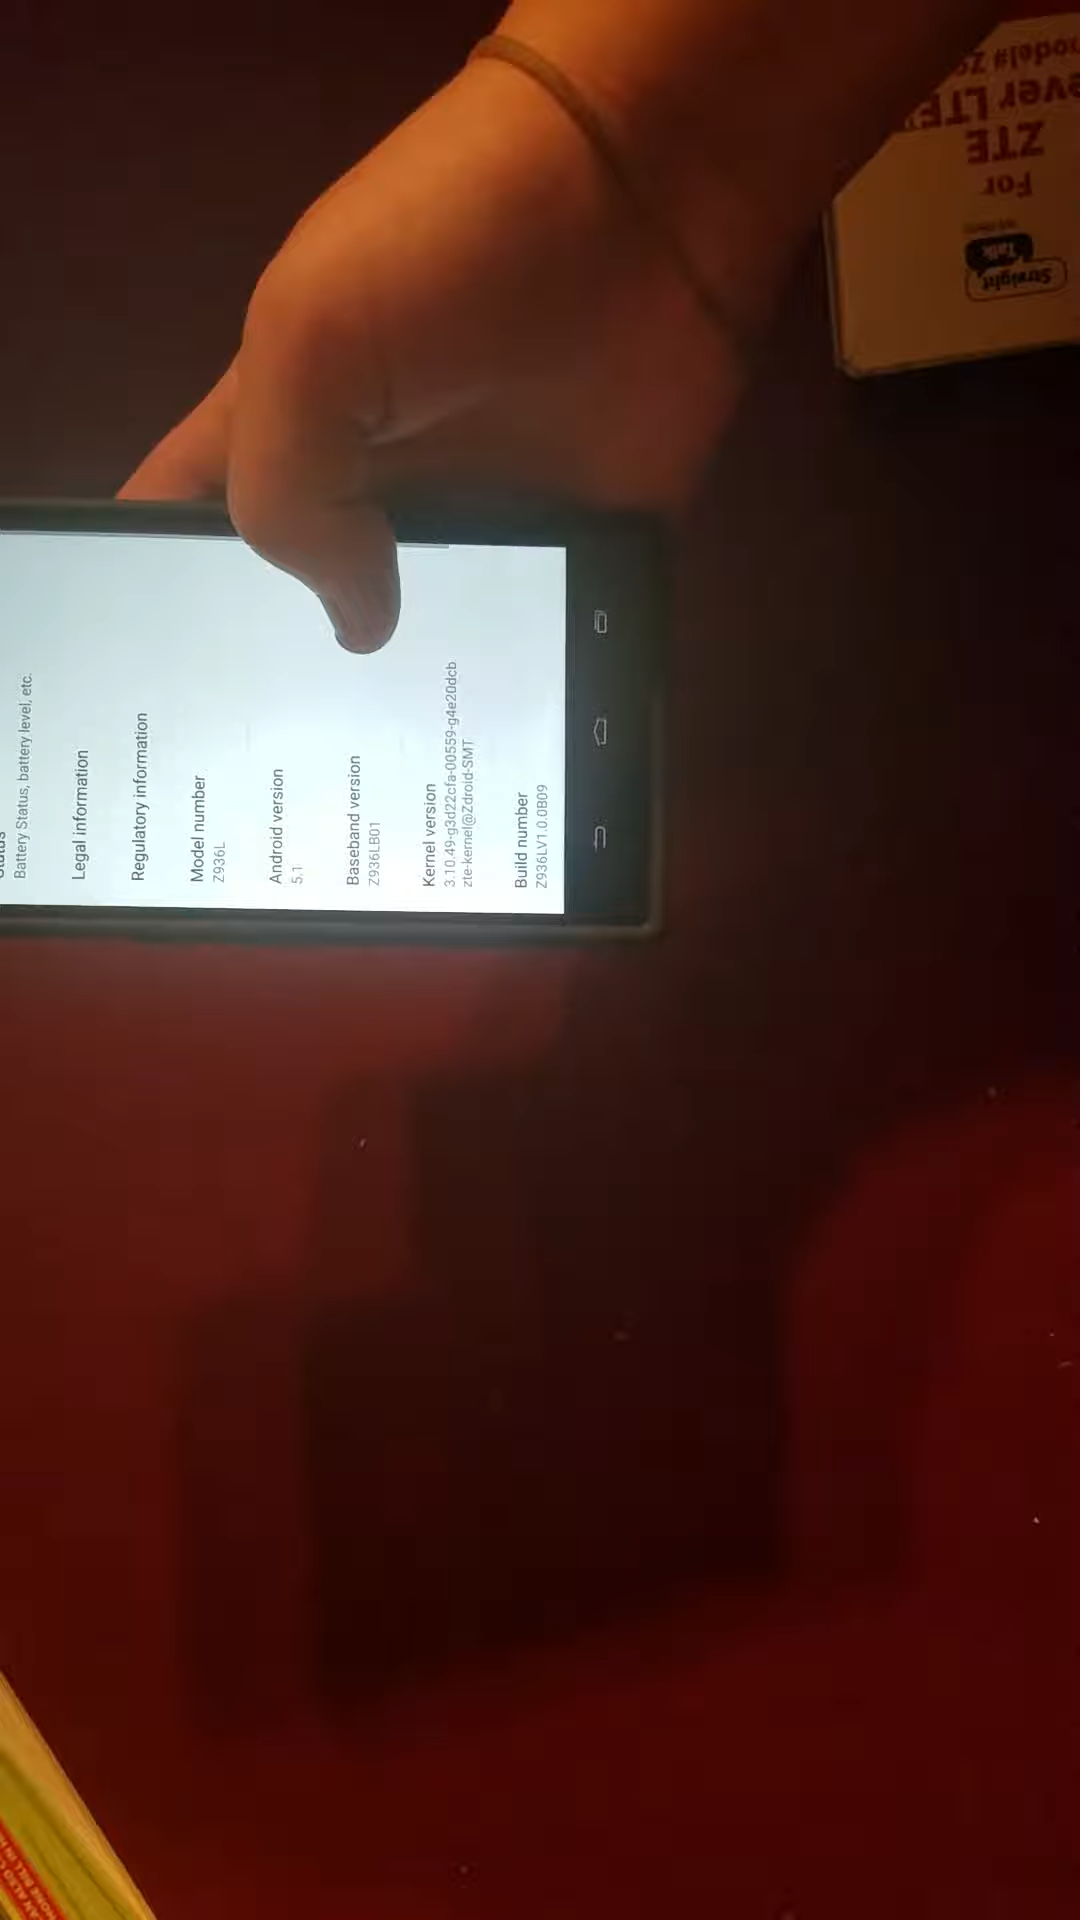 Battery Status, battery level, etc.
Legal information
Regulatory information
Model number
Z936L
Android version
5.1
Baseband version
Z936LB01
Kernel version
3.10.49-g3d22cfa-00559-g4e20dcb
zte-kernel@Zdroid-SMT
Build number
Z936LV1.0.0B09
Straight
Talk
For
ZTE
ever LTE